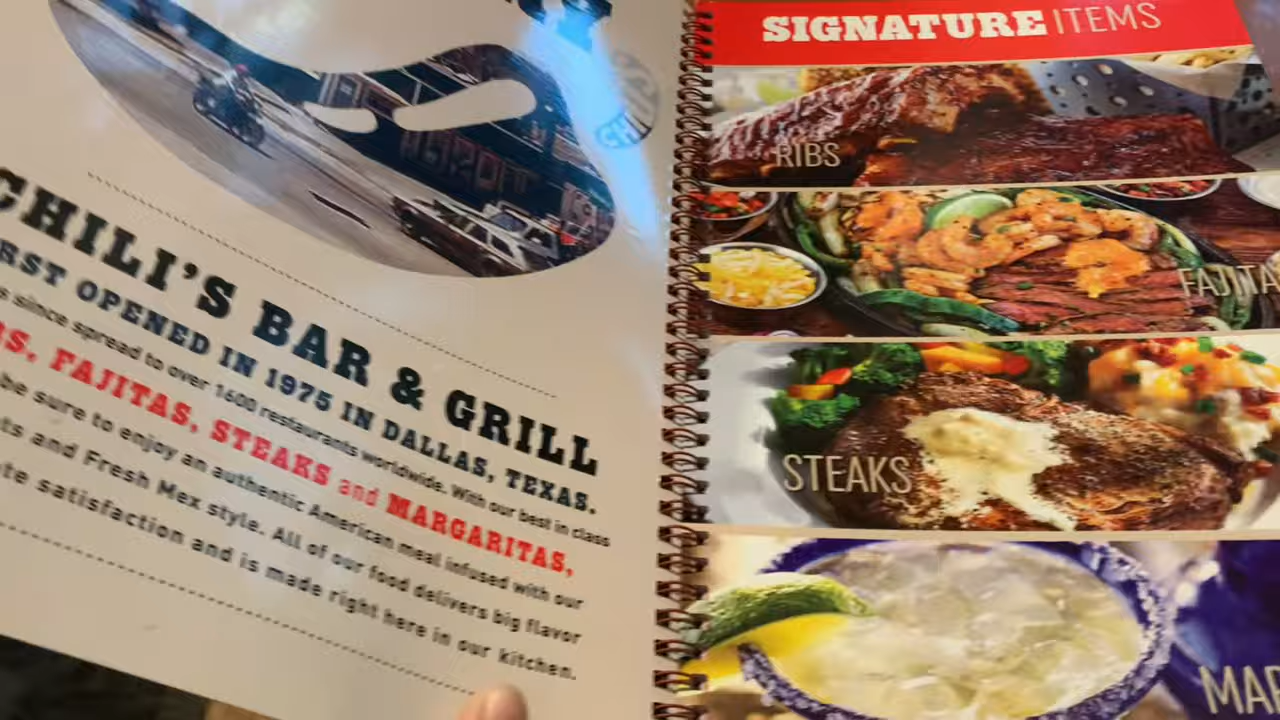 CHILI'S BAR & GRILL
FIRST OPENED IN 1975 IN DALLAS, TEXAS.
since spread to over 1600 restaurants worldwide. With our best in class
FAJITAS, STEAKS and MARGARITAS,
be sure to enjoy an authentic American meal infused with our
and Fresh Mex style. All of our food delivers big flavor
satisfaction and is made right here in our kitchen.
SIGNATURE ITEMS
RIBS
FAJITA
STEAKS
MAR